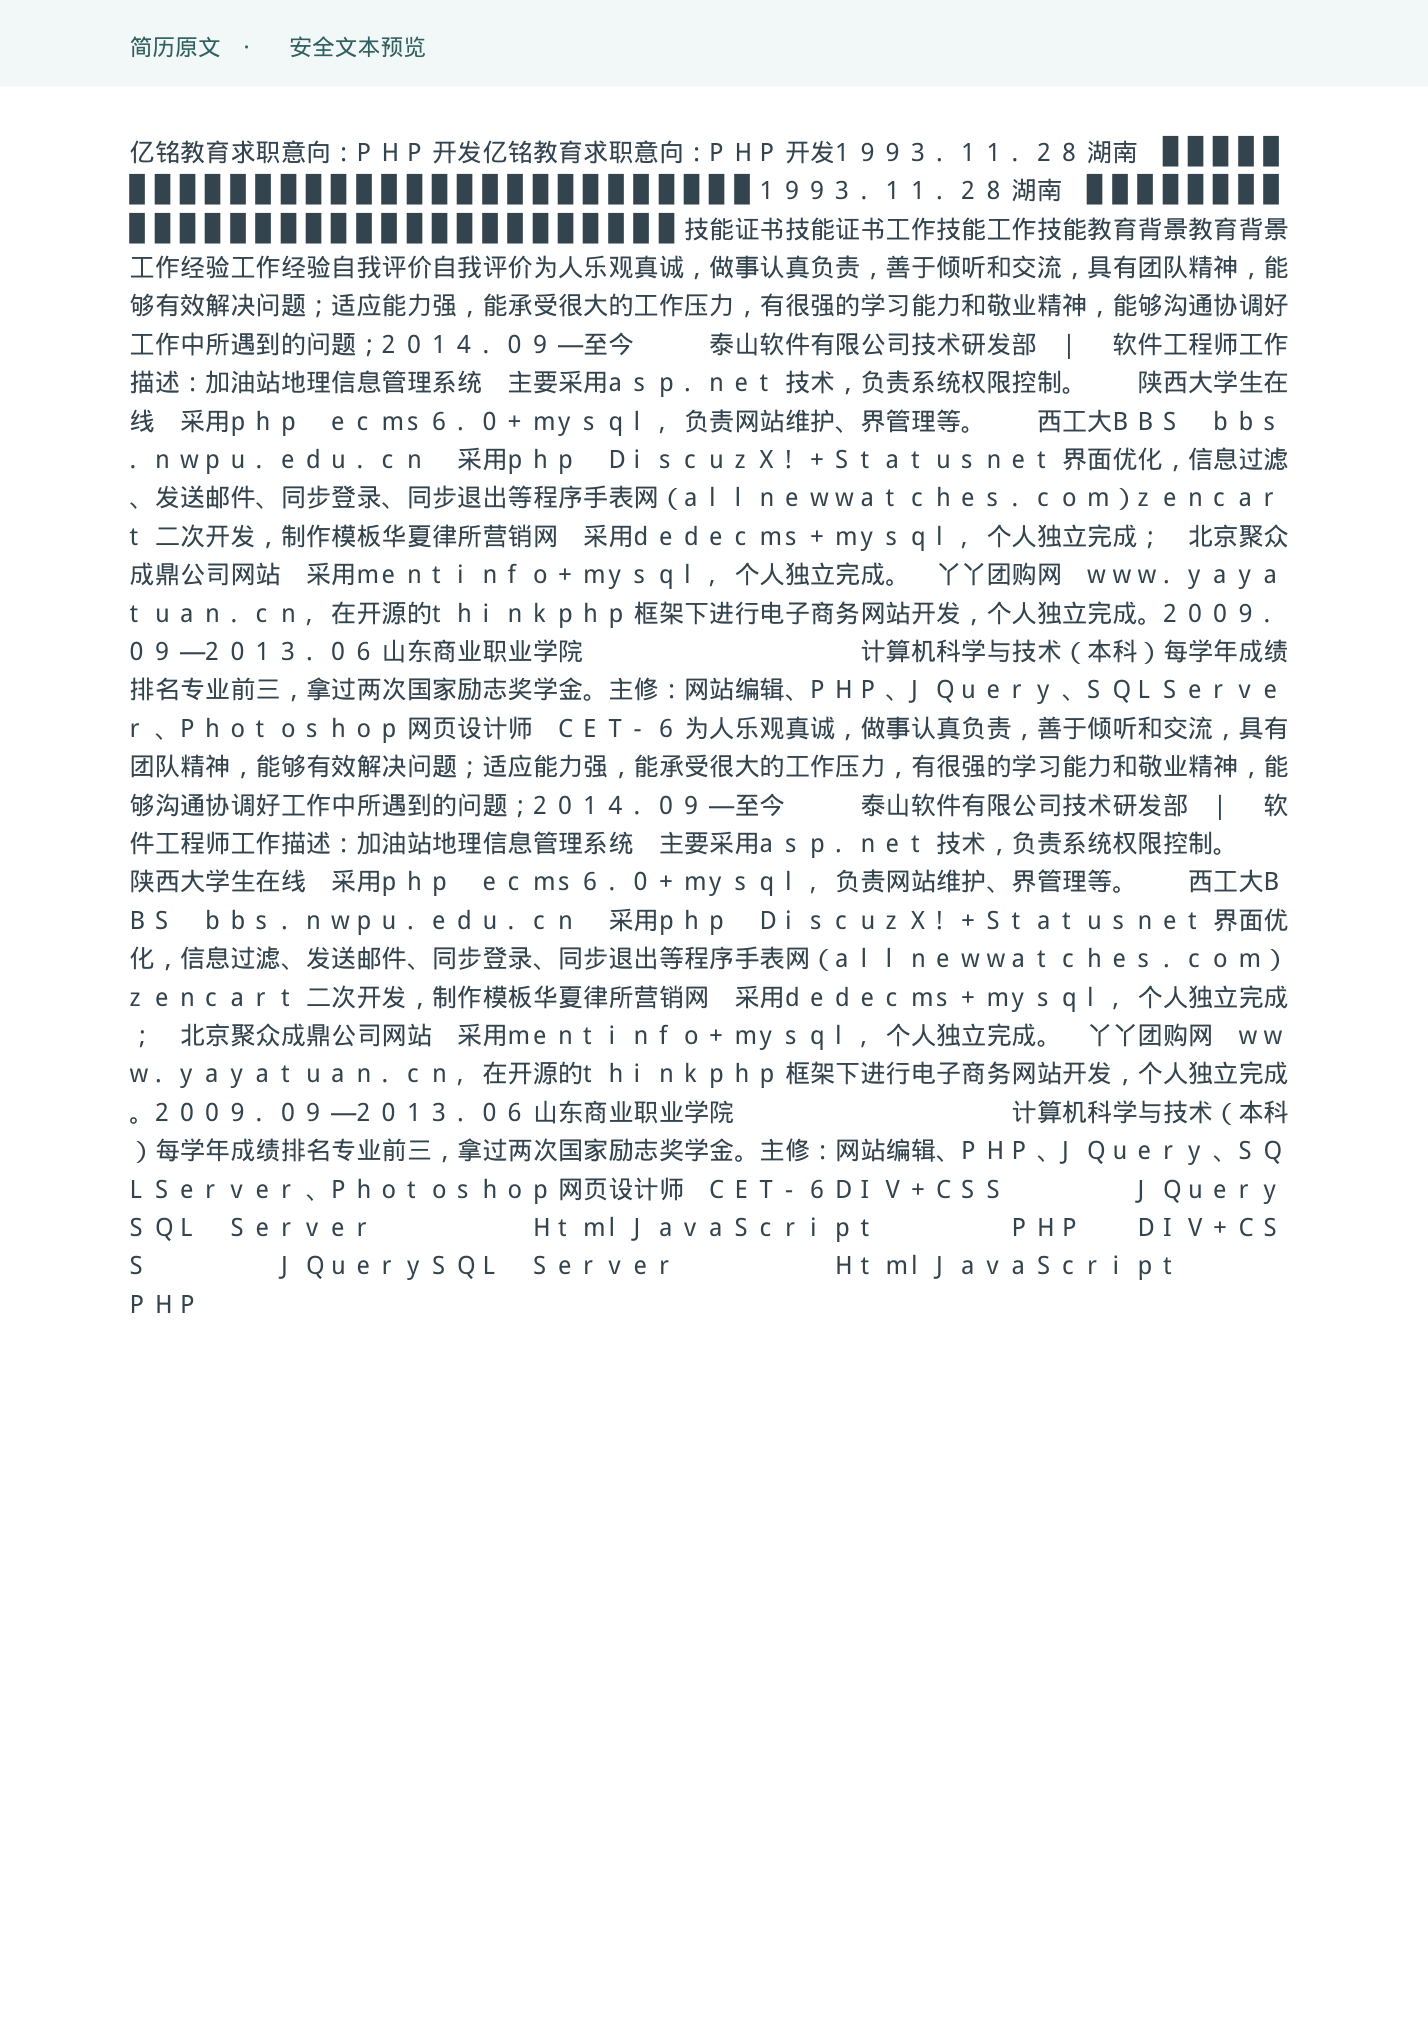 简历原文 · 安全文本预览
亿铭教育求职意向：PHP开发亿铭教育求职意向：PHP开发1993.11.28湖南 █████
█████████████████████████1993.11.28湖南 ████████
██████████████████████技能证书技能证书工作技能工作技能教育背景教育背景
工作经验工作经验自我评价自我评价为人乐观真诚，做事认真负责，善于倾听和交流，具有团队精神，能
够有效解决问题；适应能力强，能承受很大的工作压力，有很强的学习能力和敬业精神，能够沟通协调好
工作中所遇到的问题；2014.09—至今   泰山软件有限公司技术研发部 | 软件工程师工作
描述：加油站地理信息管理系统 主要采用asp.net技术，负责系统权限控制。  陕西大学生在
线 采用php ecms6.0+mysql，负责网站维护、界管理等。  西工大BBS bbs
.nwpu.edu.cn 采用php DiscuzX!+Statusnet界面优化，信息过滤
、发送邮件、同步登录、同步退出等程序手表网(allnewwatches.com)zencar
t二次开发，制作模板华夏律所营销网 采用dedecms+mysql，个人独立完成； 北京聚众
成鼎公司网站 采用mentinfo+mysql，个人独立完成。 丫丫团购网 www.yaya
tuan.cn，在开源的thinkphp框架下进行电子商务网站开发，个人独立完成。2009.
09—2013.06山东商业职业学院           计算机科学与技术（本科）每学年成绩
排名专业前三，拿过两次国家励志奖学金。主修：网站编辑、PHP、JQuery、SQLServe
r、Photoshop网页设计师 CET-6为人乐观真诚，做事认真负责，善于倾听和交流，具有
团队精神，能够有效解决问题；适应能力强，能承受很大的工作压力，有很强的学习能力和敬业精神，能
够沟通协调好工作中所遇到的问题；2014.09—至今   泰山软件有限公司技术研发部 | 软
件工程师工作描述：加油站地理信息管理系统 主要采用asp.net技术，负责系统权限控制。
陕西大学生在线 采用php ecms6.0+mysql，负责网站维护、界管理等。  西工大B
BS bbs.nwpu.edu.cn 采用php DiscuzX!+Statusnet界面优
化，信息过滤、发送邮件、同步登录、同步退出等程序手表网(allnewwatches.com)
zencart二次开发，制作模板华夏律所营销网 采用dedecms+mysql，个人独立完成
； 北京聚众成鼎公司网站 采用mentinfo+mysql，个人独立完成。 丫丫团购网 ww
w.yayatuan.cn，在开源的thinkphp框架下进行电子商务网站开发，个人独立完成
。2009.09—2013.06山东商业职业学院           计算机科学与技术（本科
）每学年成绩排名专业前三，拿过两次国家励志奖学金。主修：网站编辑、PHP、JQuery、SQ
LServer、Photoshop网页设计师 CET-6DIV+CSS     JQuery
SQL Server      HtmlJavaScript     PHP  DIV+CS
S     JQuerySQL Server      HtmlJavaScript
PHP